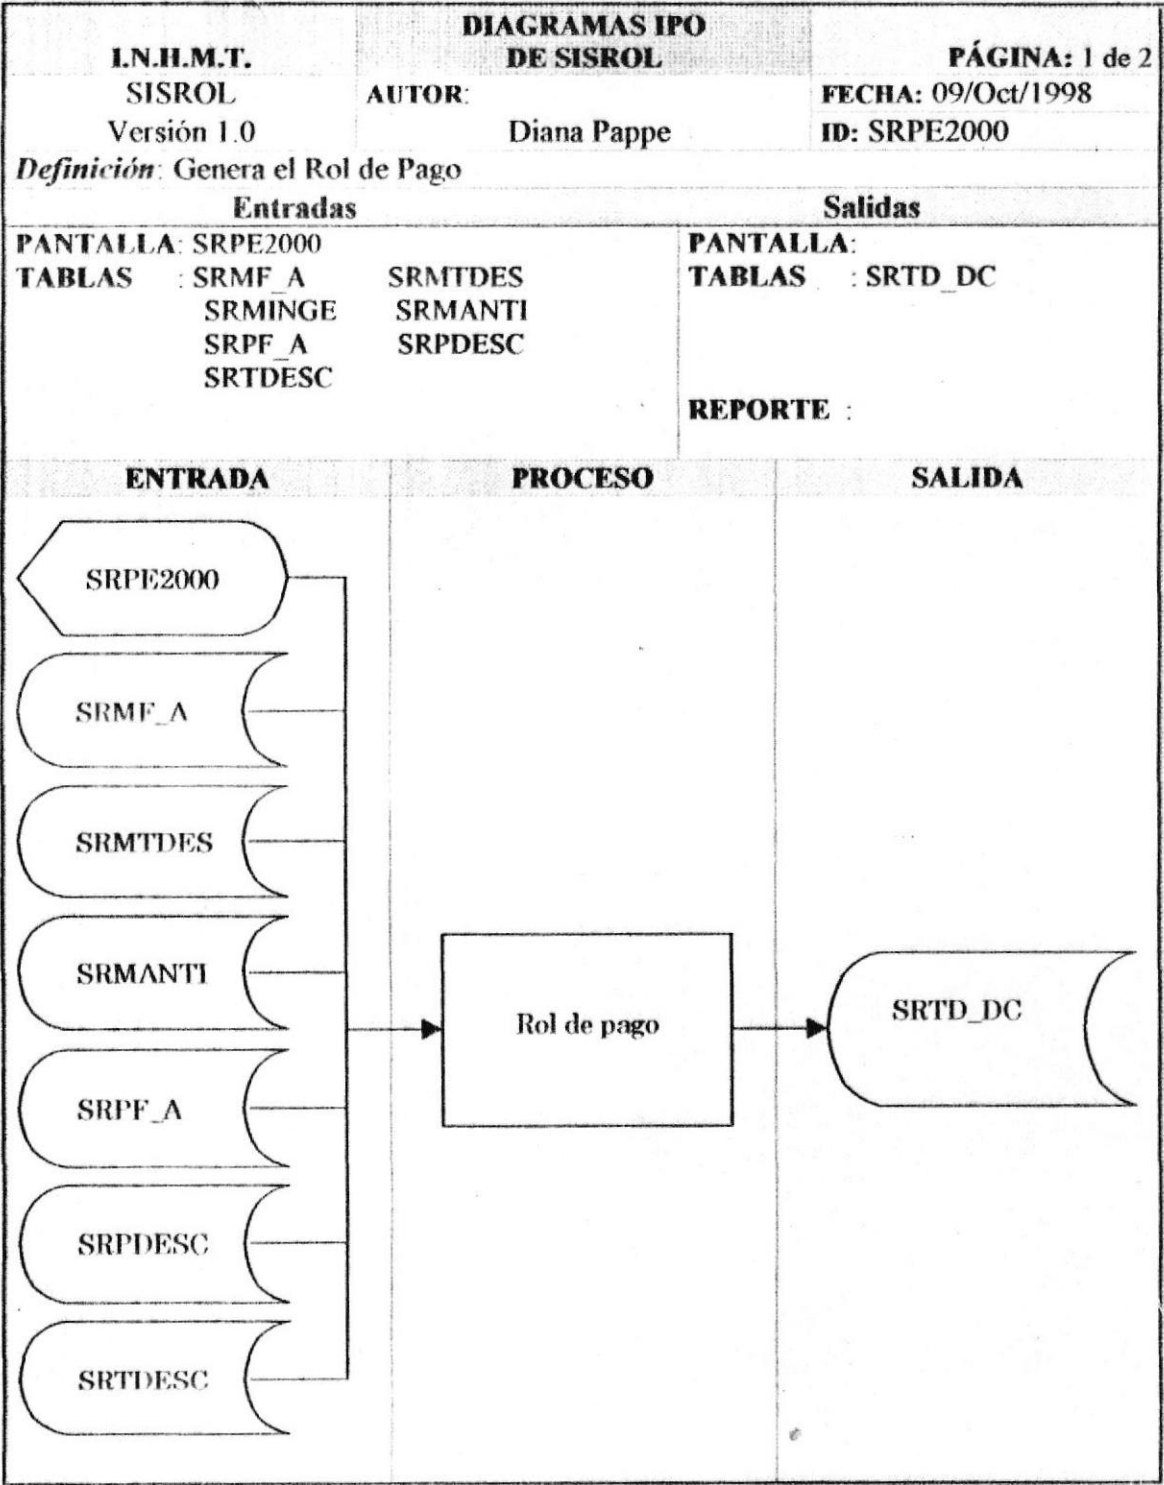 DIAGRAMAS IPO
I.N.H.M.T. DE SISROL PÁGINA: 1 de 2
SISROL AUTOR: FECHA: 09/Oct/1998
Versión 1.0 Diana Pappe ID: SRPE2000
Definición: Genera el Rol de Pago
Entradas Salidas
PANTALLA: SRPE2000 PANTALLA:
TABLAS : SRMF_A SRMTDES TABLAS : SRTD_DC
SRMINGE SRMANTI
SRPF_A SRPDESC
SRTDESC
REPORTE :
ENTRADA PROCESO SALIDA
SRPE2000
SRMF_A
SRMTDES
SRMANTI
Rol de pago
SRTD_DC
SRPF_A
SRPDESC
SRTDESC